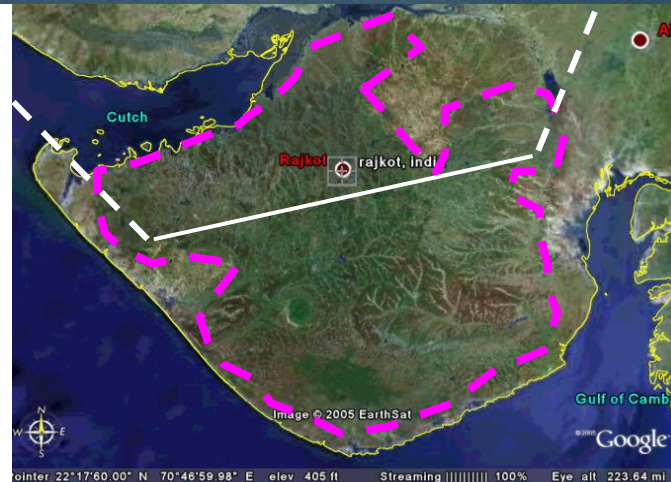 A
Cutch
Rajkot
rajkot, indi
N
W E
S
Image © 2005 EarthSat
Gulf of Camb
©2005 Google
ointer 22°17'60.00" N 70°46'59.98" E elev 405 ft Streaming ||||||||| 100% Eye alt 223.64 mi